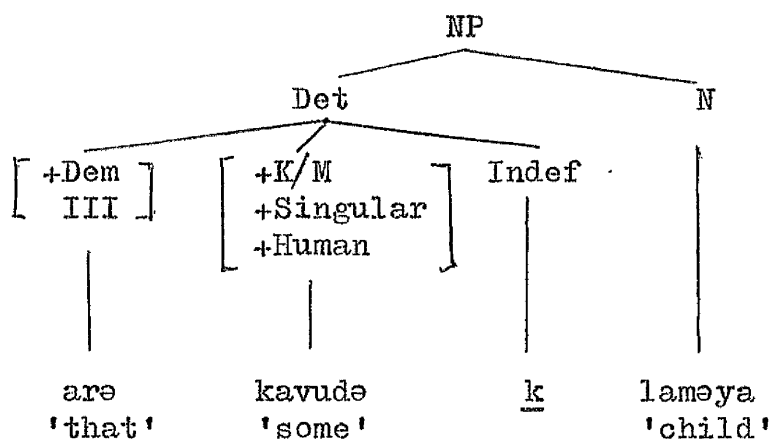 NP
Det N
[ +Dem ] [ +K/M ] Indef
[ III ] [ +Singular ]
[ +Human ]
arə kavudə k laməya
'that' 'some' 'child'